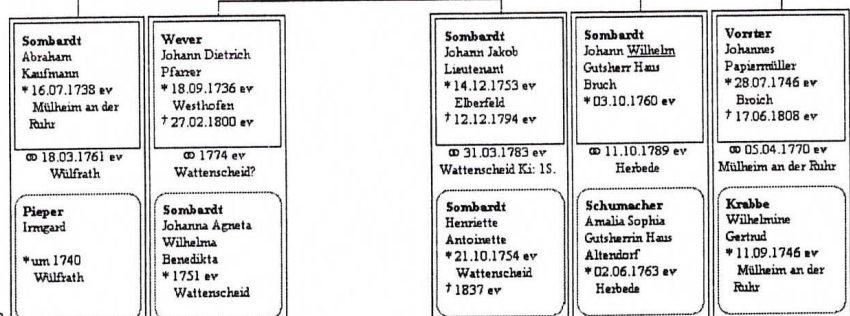 Sombardt
Abraham
Kaufmann
* 16.07.1738 ev
Mülheim an der
Ruhr
⚭ 18.03.1761 ev
Wülfrath
Pieper
Irmgard
* um 1740
Wülfrath
Wever
Johann Dietrich
Pfarrer
* 18.09.1736 ev
Westhofen
† 27.02.1800 ev
⚭ 1774 ev
Wattenscheid?
Sombardt
Johanna Agneta
Wilhelma
Benedikta
* 1751 ev
Wattenscheid
Sombardt
Johann Jakob
Lieutenant
* 14.12.1753 ev
Elberfeld
† 12.12.1794 ev
⚭ 31.03.1783 ev
Wattenscheid Ki: 1S.
Sombardt
Henriette
Antoinette
* 21.10.1754 ev
Wattenscheid
† 1837 ev
Sombardt
Johann Wilhelm
Gutsherr Haus
Bruch
* 03.10.1760 ev
⚭ 11.10.1789 ev
Herbede
Schumacher
Amalia Sophia
Gutsherrin Haus
Altendorf
* 02.06.1763 ev
Herbede
Vorster
Johannes
Papiermüller
* 28.07.1746 ev
Broich
† 17.06.1808 ev
⚭ 05.04.1770 ev
Mülheim an der Ruhr
Krabbe
Wilhelmine
Gertrud
* 11.09.1746 ev
Mülheim an der
Ruhr